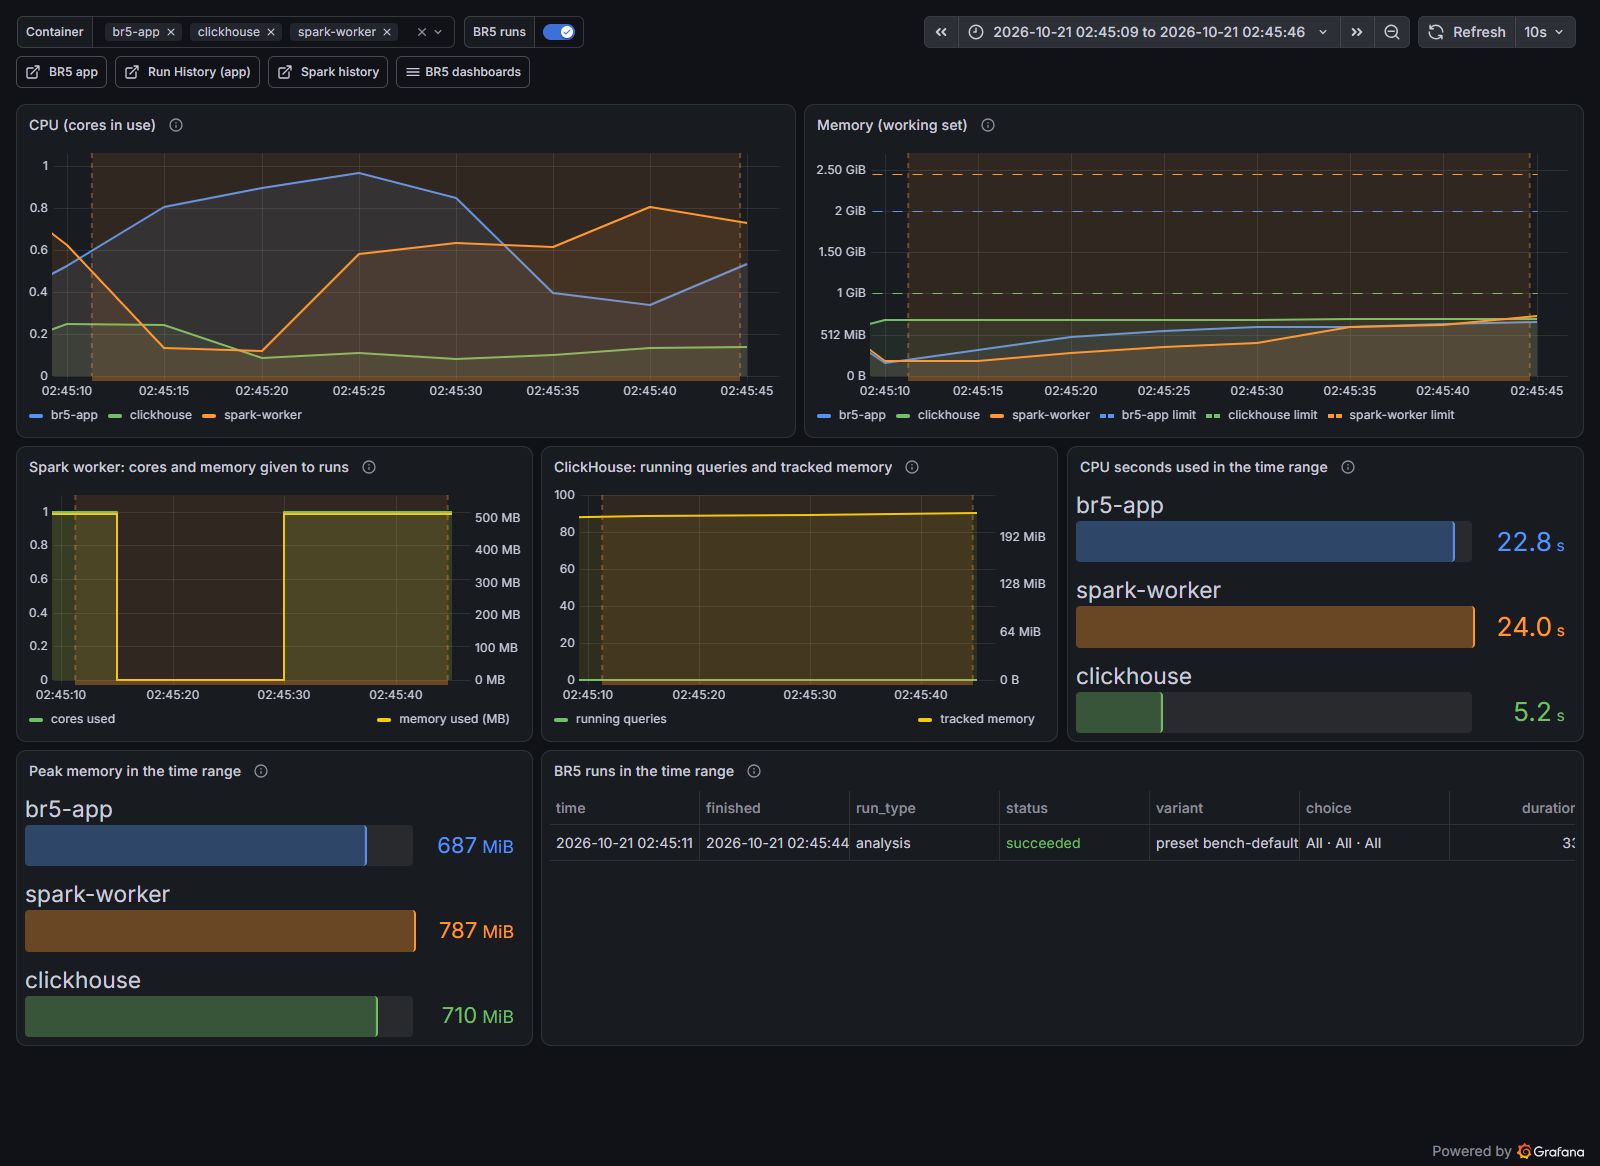 Container br5-app clickhouse spark-worker BR5 runs 2026-10-21 02:45:09 to 2026-10-21 02:45:46 Refresh 10s
BR5 app Run History (app) Spark history BR5 dashboards
CPU (cores in use)
1
0.8
0.6
0.4
0.2
0
02:45:10 02:45:15 02:45:20 02:45:25 02:45:30 02:45:35 02:45:40 02:45:45
br5-app clickhouse spark-worker
Memory (working set)
2.50 GiB
2 GiB
1.50 GiB
1 GiB
512 MiB
0 B
02:45:10 02:45:15 02:45:20 02:45:25 02:45:30 02:45:35 02:45:40 02:45:45
br5-app clickhouse spark-worker br5-app limit clickhouse limit spark-worker limit
Spark worker: cores and memory given to runs
1
0.8
0.6
0.4
0.2
0
500 MB
400 MB
300 MB
200 MB
100 MB
0 MB
02:45:10 02:45:20 02:45:30 02:45:40
cores used memory used (MB)
ClickHouse: running queries and tracked memory
100
80
60
40
20
0
192 MiB
128 MiB
64 MiB
0 B
02:45:10 02:45:20 02:45:30 02:45:40
running queries tracked memory
CPU seconds used in the time range
br5-app
22.8 s
spark-worker
24.0 s
clickhouse
5.2 s
Peak memory in the time range
br5-app
687 MiB
spark-worker
787 MiB
clickhouse
710 MiB
BR5 runs in the time range
time finished run_type status variant choice duration
2026-10-21 02:45:11 2026-10-21 02:45:44 analysis succeeded preset bench-default All · All · All
Powered by Grafana